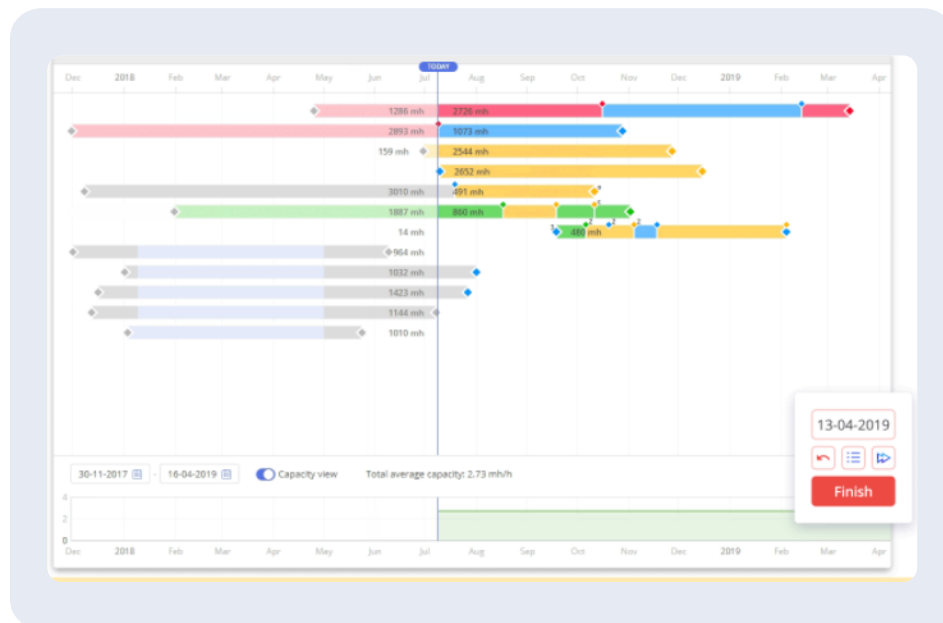 TODAY
Dec 2018 Feb Mar Apr May Jun Jul Aug Sep Oct Nov Dec 2019 Feb Mar Apr
1286 mh 2726 mh
2893 mh 1073 mh
159 mh 2544 mh
2652 mh
3010 mh 491 mh
1887 mh 860 mh
14 mh 480 mh
964 mh
1032 mh
1423 mh
1144 mh
1010 mh
13-04-2019
Finish
30-11-2017 - 16-04-2019 Capacity view Total average capacity: 2.73 mh/h
4
2
0
Dec 2018 Feb Mar Apr May Jun Jul Aug Sep Oct Nov Dec 2019 Feb Mar Apr